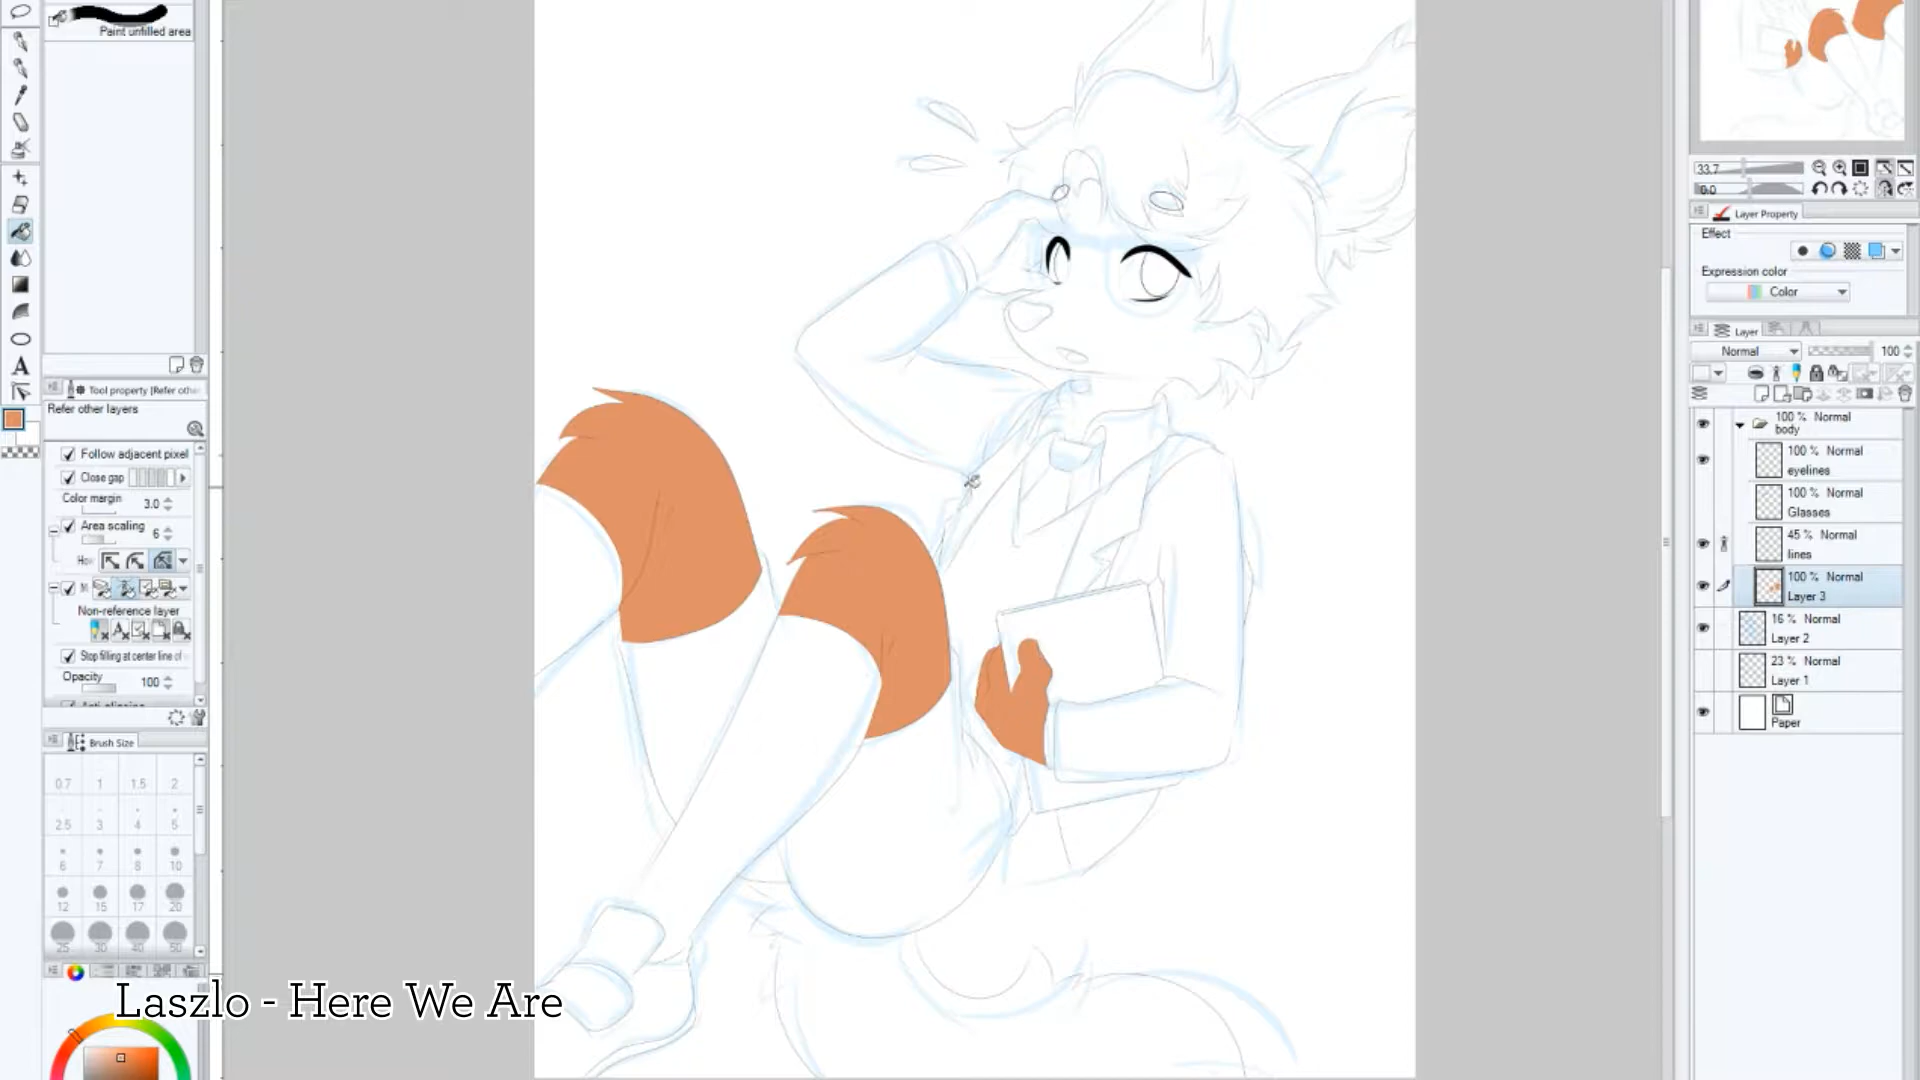 Paint unfilled area
Tool property [Refer other
Refer other layers
Follow adjacent pixel
Close gap
Color margin 3.0
Area scaling 6
Non-reference layer
Stop filling at center line of
Opacity 100
Brush Size
0.7 1 1.5 2
2.5 3 4 5
6 7 8 10
12 15 17 20
25 30 40 50
Laszlo - Here We Are
33.7
0.0
Layer Property
Effect
Expression color
Color
Layer
Normal 100
100 % Normal
body
100 % Normal
eyelines
100 % Normal
Glasses
45 % Normal
lines
100 % Normal
Layer 3
16 % Normal
Layer 2
23 % Normal
Layer 1
Paper